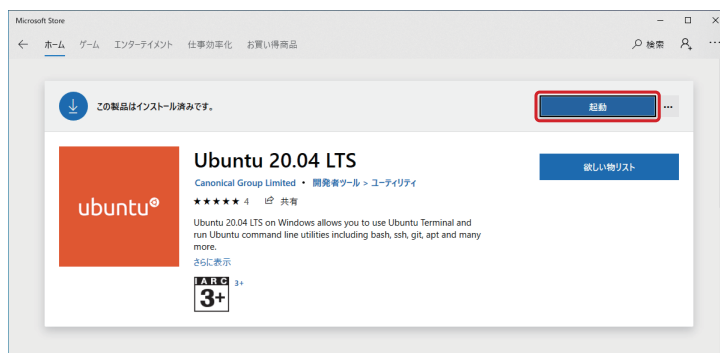 Microsoft Store
ホーム ゲーム エンターテイメント 仕事効率化 お買い得商品 検索
この製品はインストール済みです。 起動
Ubuntu 20.04 LTS
欲しい物リスト
Canonical Group Limited • 開発者ツール > ユーティリティ
ubuntu®
★★★★★ 4 共有
Ubuntu 20.04 LTS on Windows allows you to use Ubuntu Terminal and
run Ubuntu command line utilities including bash, ssh, git, apt and many
more.
さらに表示
IARC
3+
3+